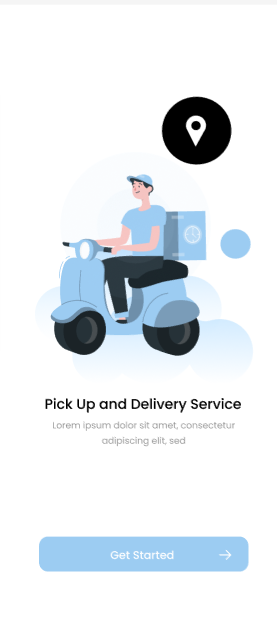 Pick Up and Delivery Service
Lorem ipsum dolor sit amet, consectetur
adipiscing elit, sed
Get Started